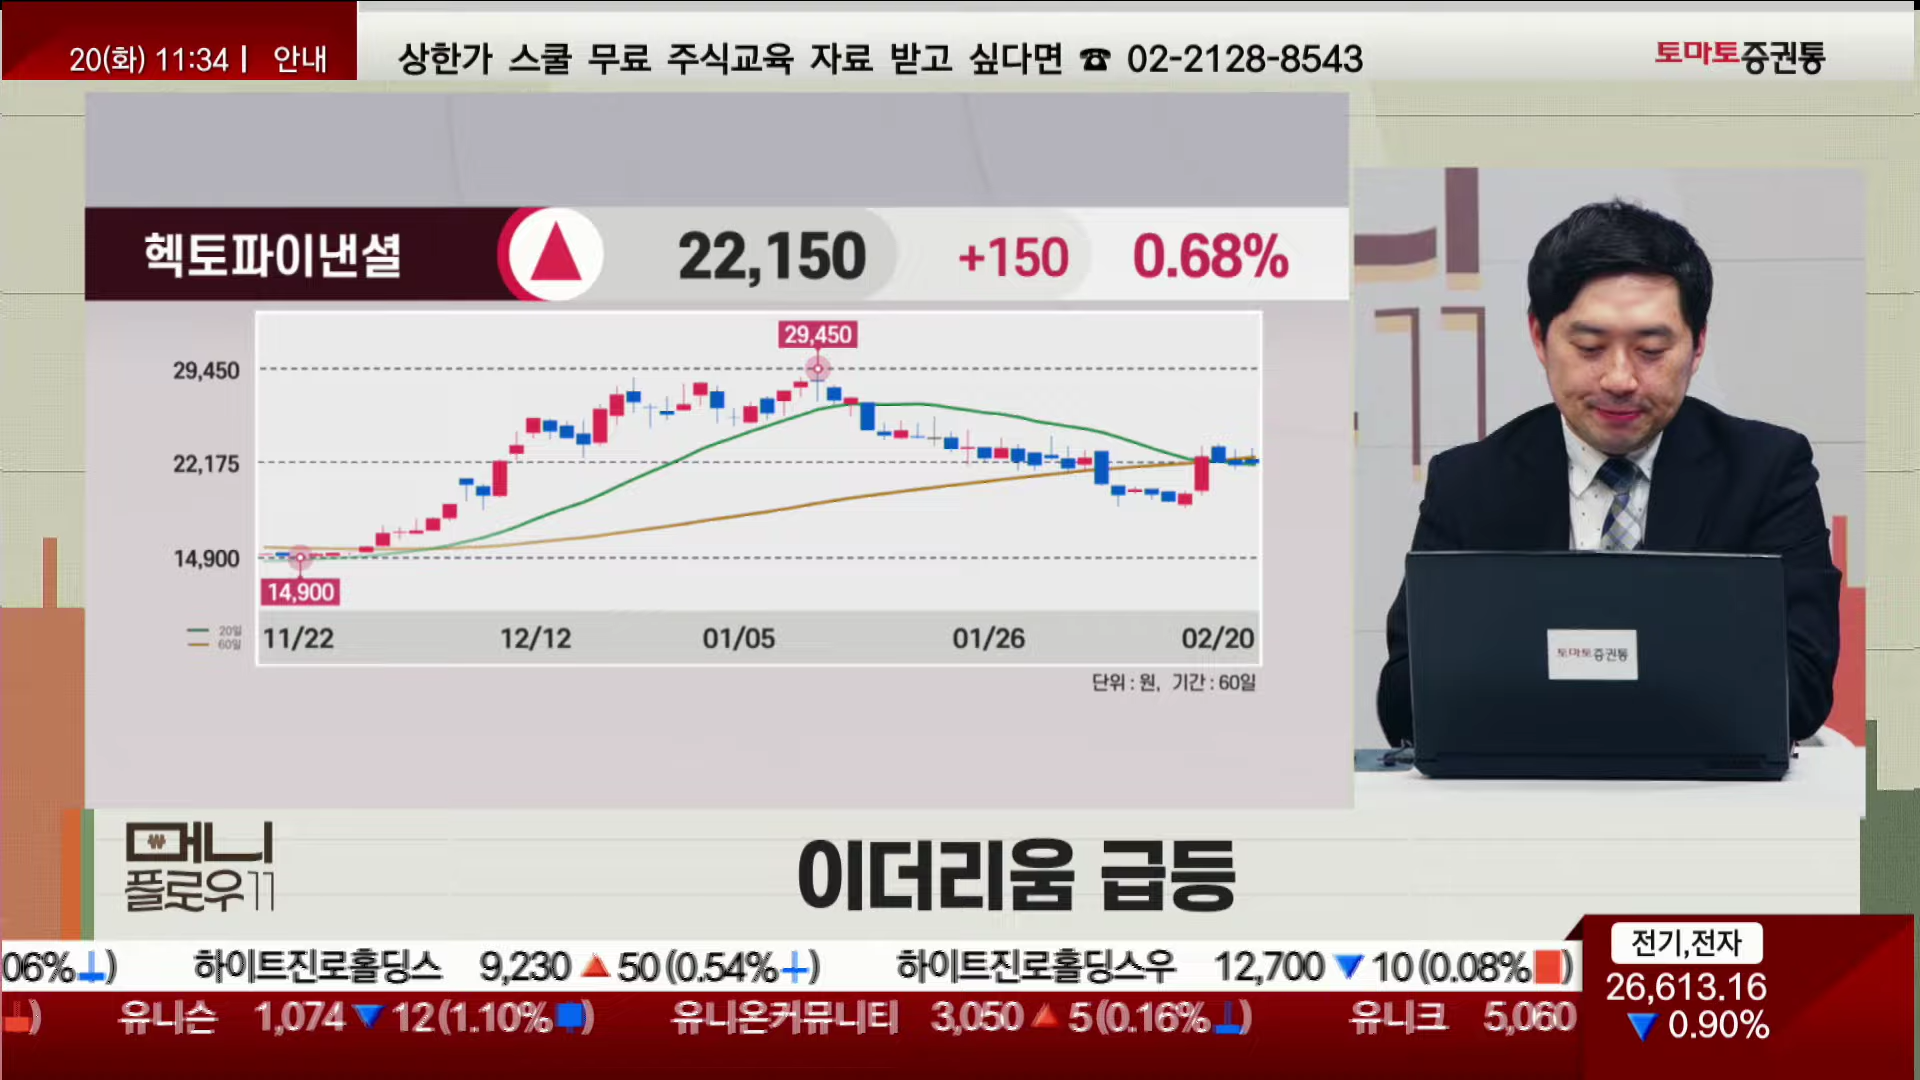 20(화) 11:34 | 안내
상한가 스쿨 무료 주식교육 자료 받고 싶다면 ☎ 02-2128-8543
토마토증권통
헥토파이낸셜 ▲ 22,150 +150 0.68%
29,450
29,450
22,175
14,900
14,900
20일
60일
11/22 12/12 01/05 01/26 02/20
단위 : 원, 기간 : 60일
토마토증권통
머니
플로우11
이더리움 급등
06% ) 하이트진로홀딩스 9,230 ▲ 50 (0.54% ) 하이트진로홀딩스우 12,700 ▼ 10 (0.08% )
) 유니슨 1,074 ▼ 12 (1.10% ) 유니온커뮤니티 3,050 ▲ 5 (0.16% ) 유니크 5,060
전기,전자
26,613.16
▼ 0.90%